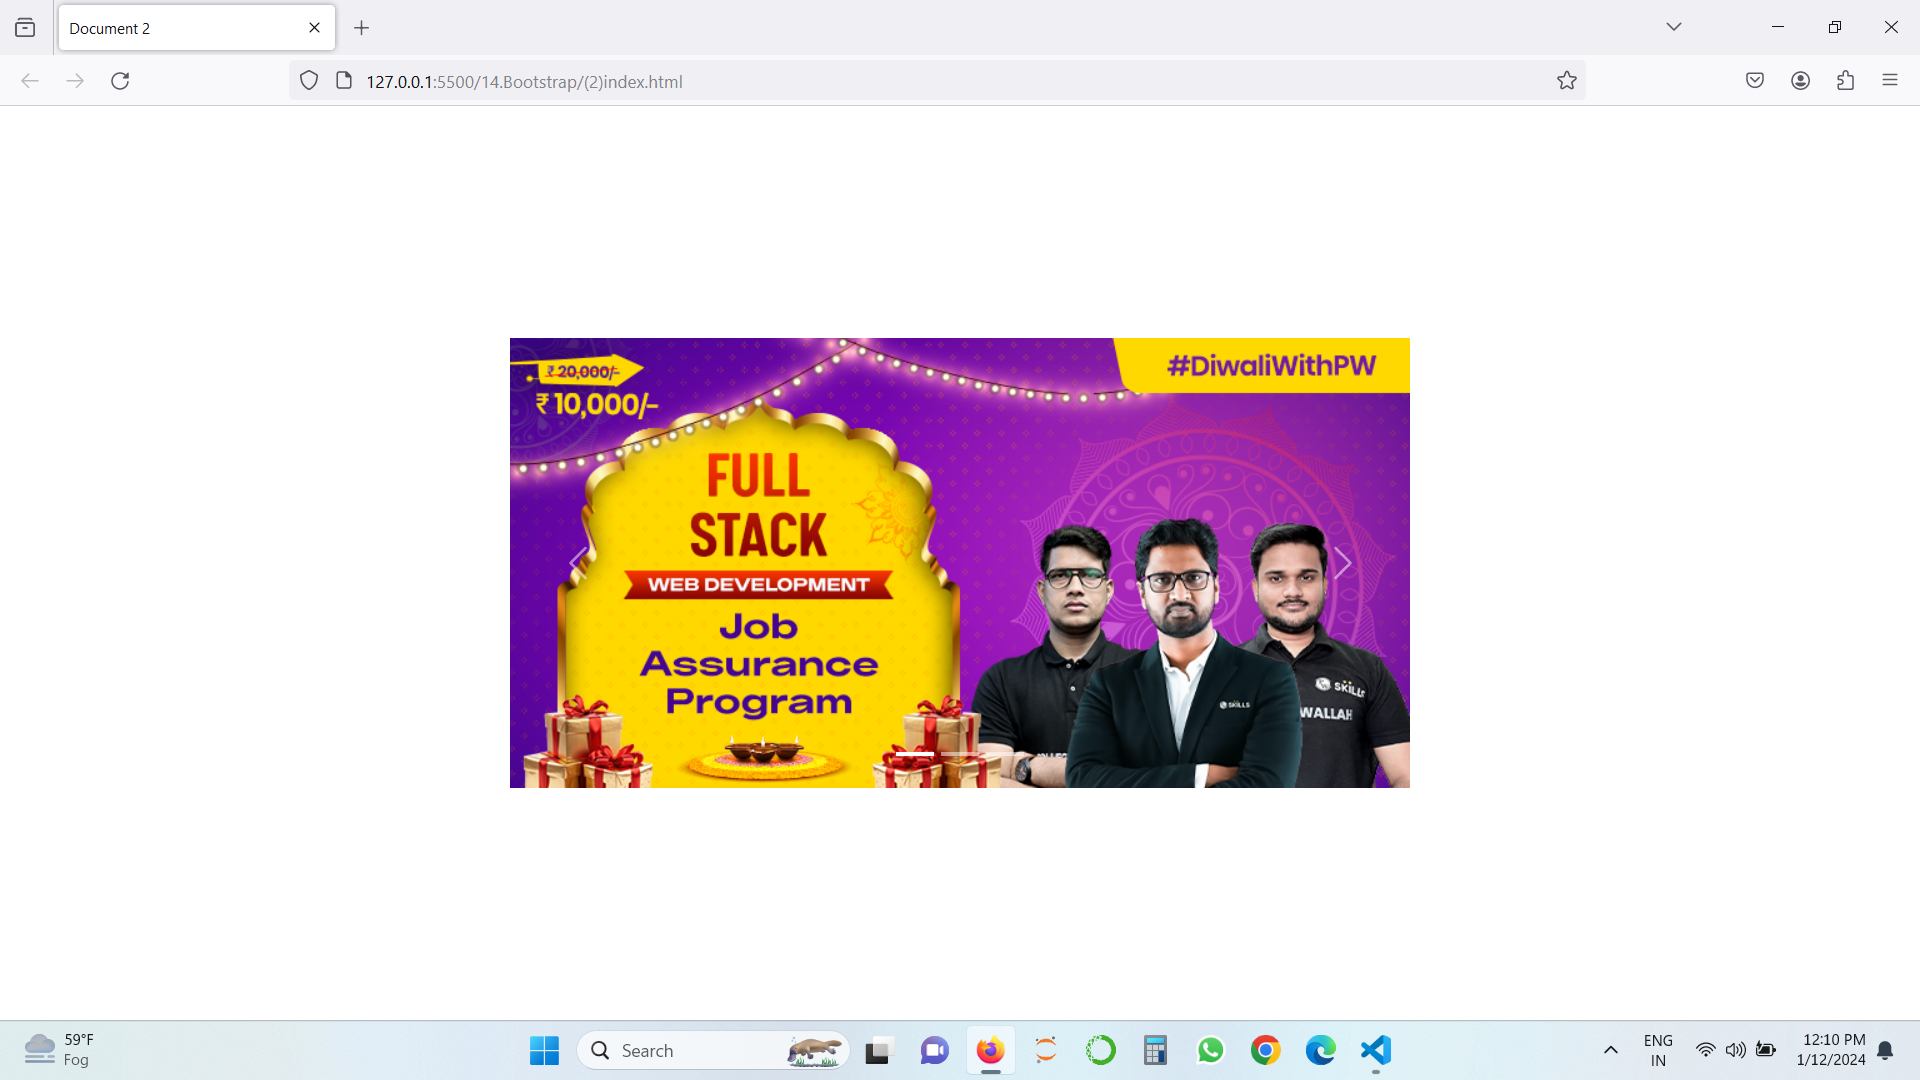 Document 2
127.0.0.1:5500/14.Bootstrap/(2)index.html
₹ 20,000/-
₹ 10,000/-
#DiwaliWithPW
FULL
STACK
WEB DEVELOPMENT
Job
Assurance
Program
SKILLS
SKILLS
WALLAH
59°F
Fog
Search
ENG
IN
12:10 PM
1/12/2024